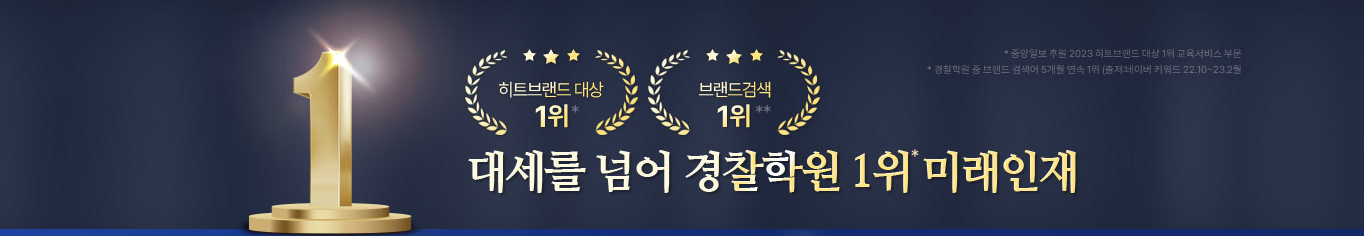 * 중앙일보 후원 2023 히트브랜드 대상 1위 교육서비스 부문
* 경찰학원 중 브랜드 검색어 5개월 연속 1위 (출저:네이버 키워드 22.10~23.2월
히트브랜드 대상
1위 *
브랜드검색
1위 **
대세를 넘어 경찰학원 1위* 미래인재
1